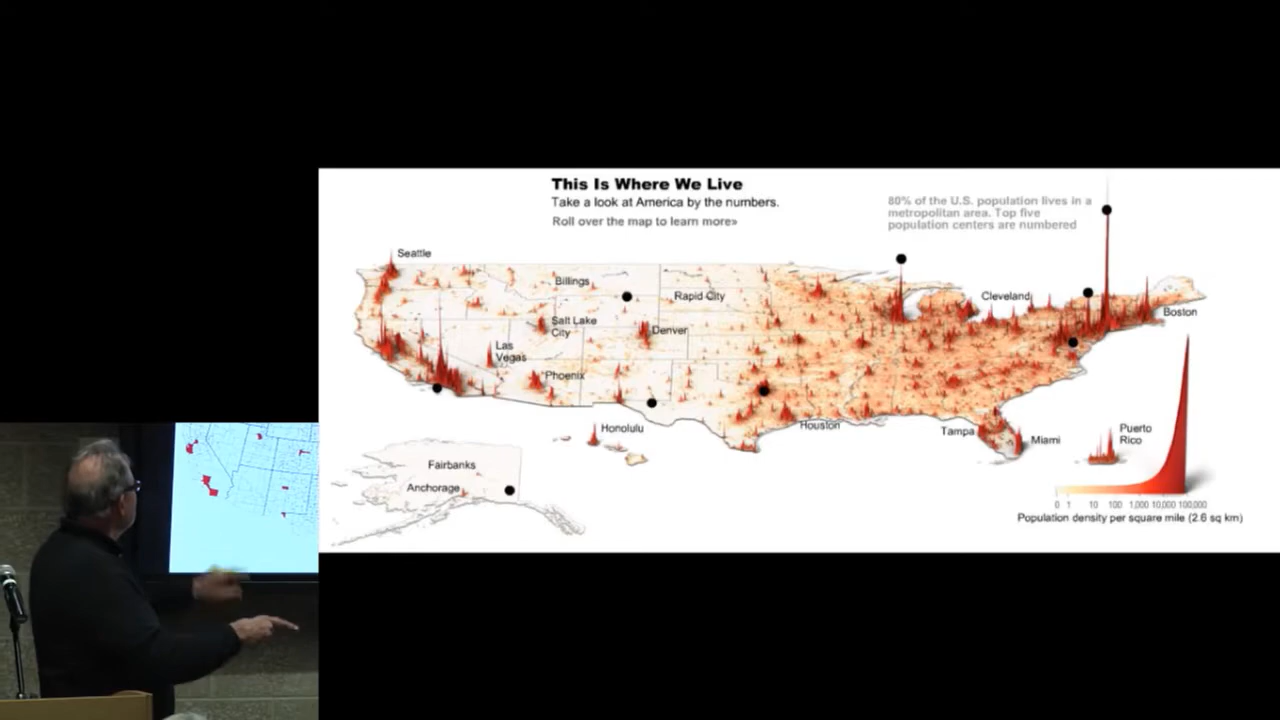 This Is Where We Live
Take a look at America by the numbers.
Roll over the map to learn more»
80% of the U.S. population lives in a
metropolitan area. Top five
population centers are numbered
Seattle
Billings
Rapid City
Cleveland
Boston
Salt Lake
City
Denver
Las
Vegas
Phoenix
Honolulu
Houston
Tampa
Miami
Puerto
Rico
Fairbanks
Anchorage
0 1 10 100 1,000 10,000 100,000
Population density per square mile (2.6 sq km)